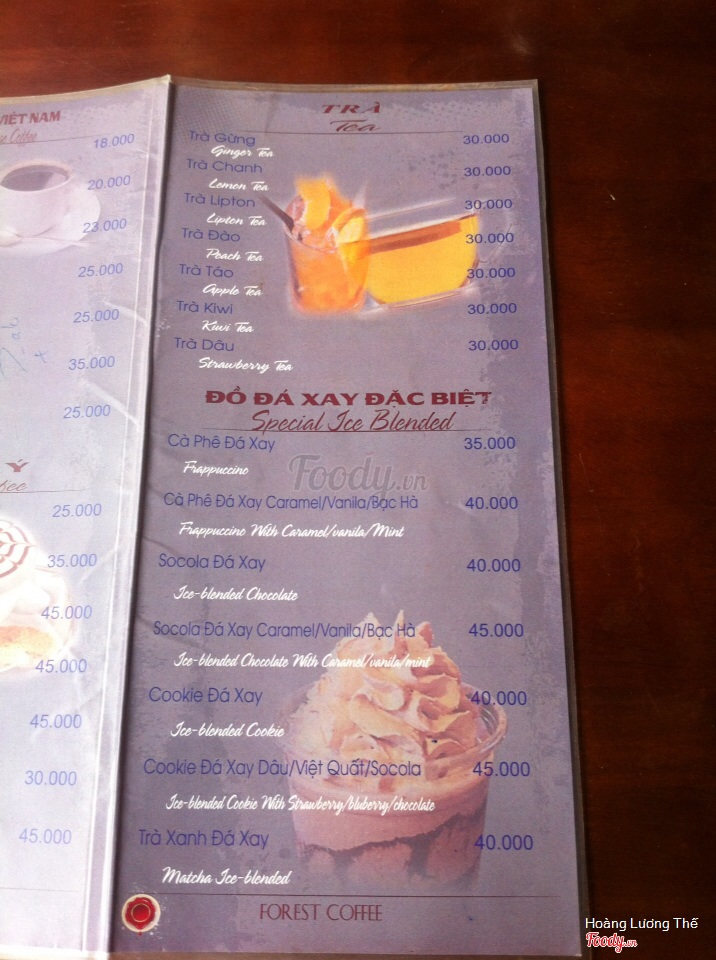 VIỆT NAM
Coffee
18.000
20.000
23.000
25.000
25.000
35.000
25.000
Ý
25.000
35.000
45.000
45.000
45.000
30.000
45.000
TRÀ
Tea
Trà Gừng 30.000
Ginger Tea
Trà Chanh 30.000
Lemon Tea
Trà Lipton 30.000
Lipton Tea
Trà Đào 30.000
Peach Tea
Trà Táo 30.000
Apple Tea
Trà Kiwi 30.000
Kiwi Tea
Trà Dâu 30.000
Strawberry Tea
ĐỒ ĐÁ XAY ĐẶC BIỆT
Special Ice Blended
Cà Phê Đá Xay 35.000
Frappuccino
Foody.vn
Cà Phê Đá Xay Caramel/Vanila/Bạc Hà 40.000
Frappuccino With Caramel/vanila/Mint
Socola Đá Xay 40.000
Ice-blended Chocolate
Socola Đá Xay Caramel/Vanila/Bạc Hà 45.000
Ice-blended Chocolate With Caramel/vanila/mint
Cookie Đá Xay 40.000
Ice-blended Cookie
Cookie Đá Xay Dâu/Việt Quất/Socola 45.000
Ice-blended Cookie With Strawberry/bluberry/chocolate
Trà Xanh Đá Xay 40.000
Matcha Ice-blended
FOREST COFFEE
Hoàng Lương Thế
Foody.vn